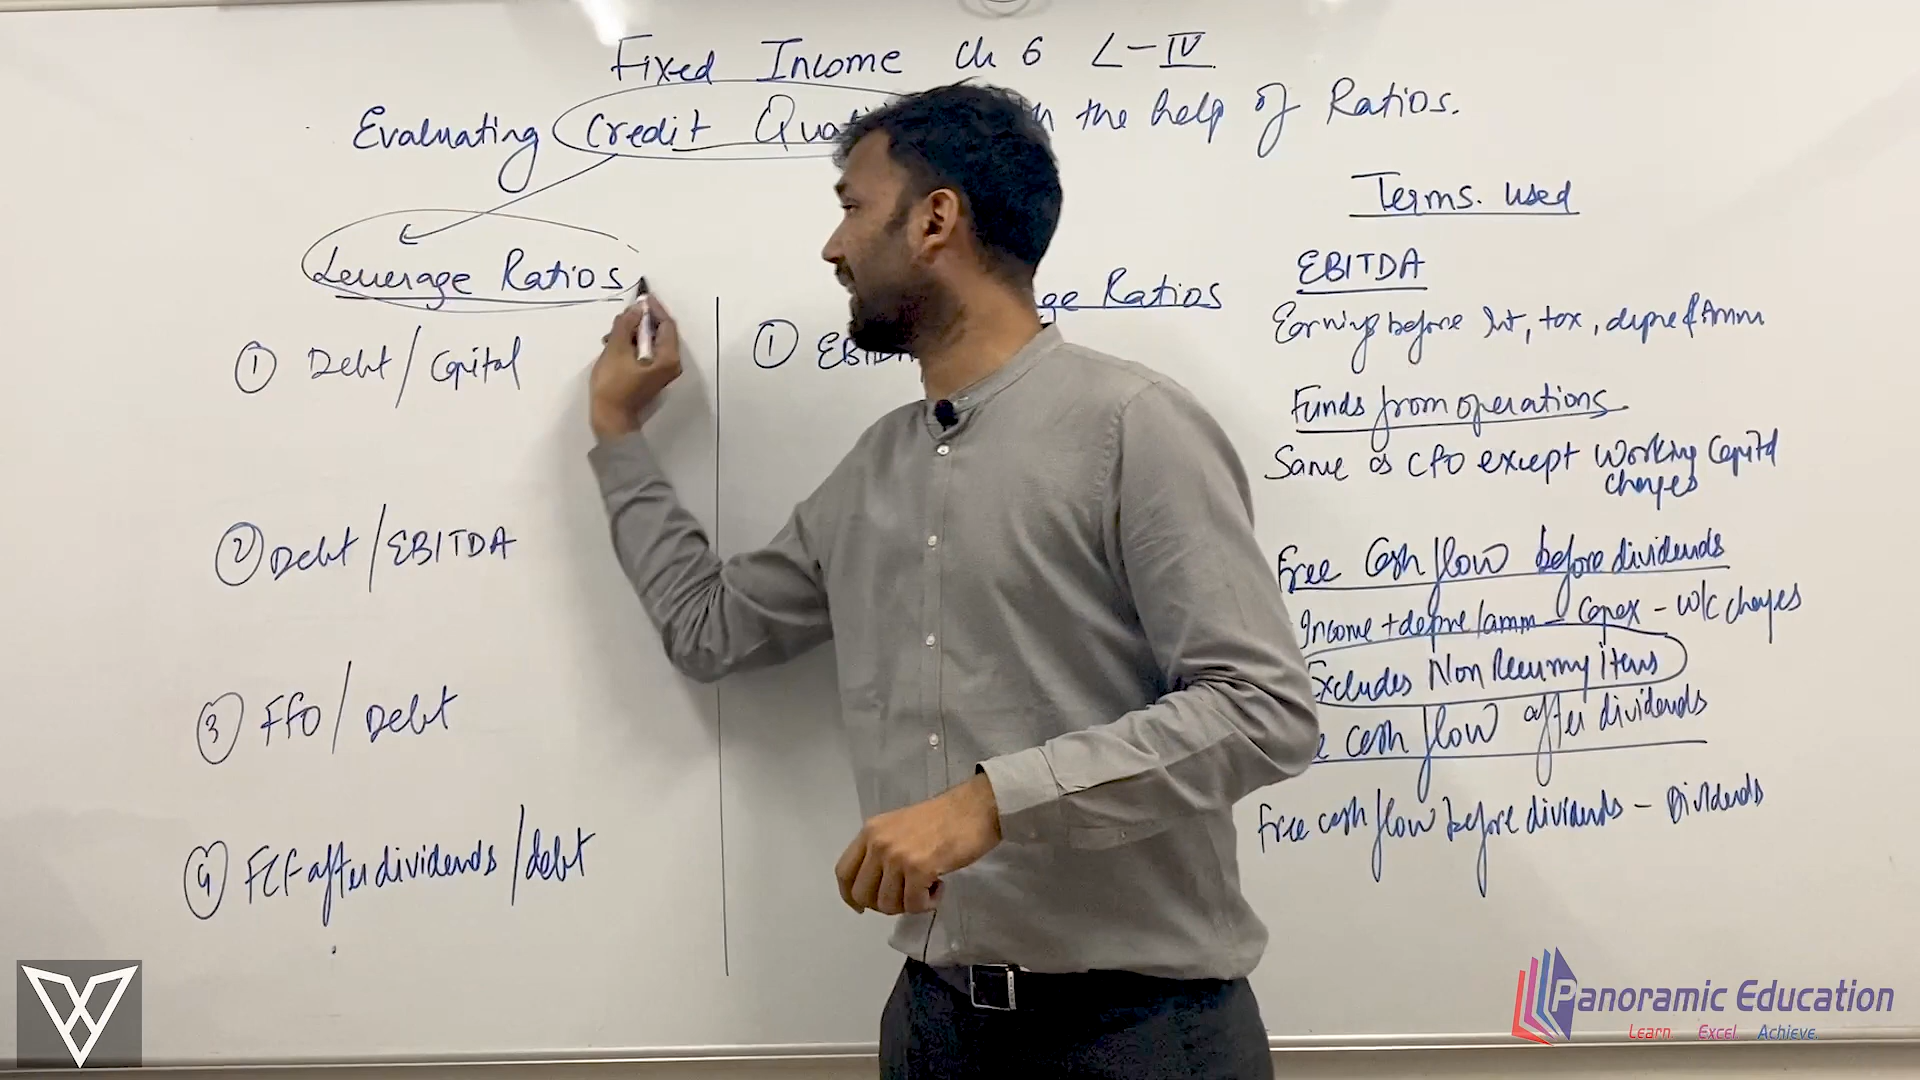 Fixed Income Ch 6 L-IV
Evaluating Credit the help of Ratios.
Leverage Ratios
① Debt / Capital
② Debt / EBITDA
③ FFO / Debt
④ FCF after dividends / debt
ge Ratios
① EBITDA
Terms. Used
EBITDA
Earning before Int, tax, depre & Amm
Funds from operations
Same as CFO except Working Capital
changes
Free Cash flow before dividends
Income + depre/amm - Capex - W/C changes
Excludes Non Recurring items
cash flow after dividends
Free cash flow before dividends - Dividends
Panoramic Education
Learn. Excel. Achieve.